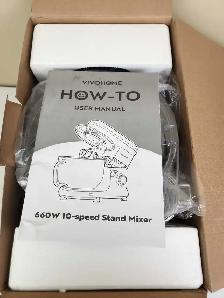 VIVOHOME
HOW-TO
USER MANUAL
660W 10-speed Stand Mixer